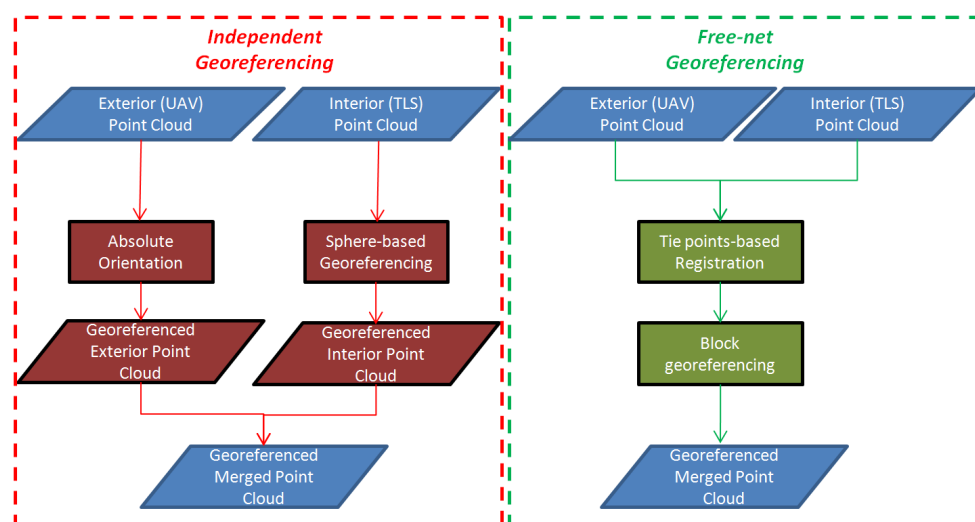 Independent
Georeferencing
Exterior (UAV)
Point Cloud
Interior (TLS)
Point Cloud
Absolute
Orientation
Sphere-based
Georeferencing
Georeferenced
Exterior Point
Cloud
Georeferenced
Interior Point
Cloud
Georeferenced
Merged Point
Cloud
Free-net
Georeferencing
Exterior (UAV)
Point Cloud
Interior (TLS)
Point Cloud
Tie points-based
Registration
Block
georeferencing
Georeferenced
Merged Point
Cloud